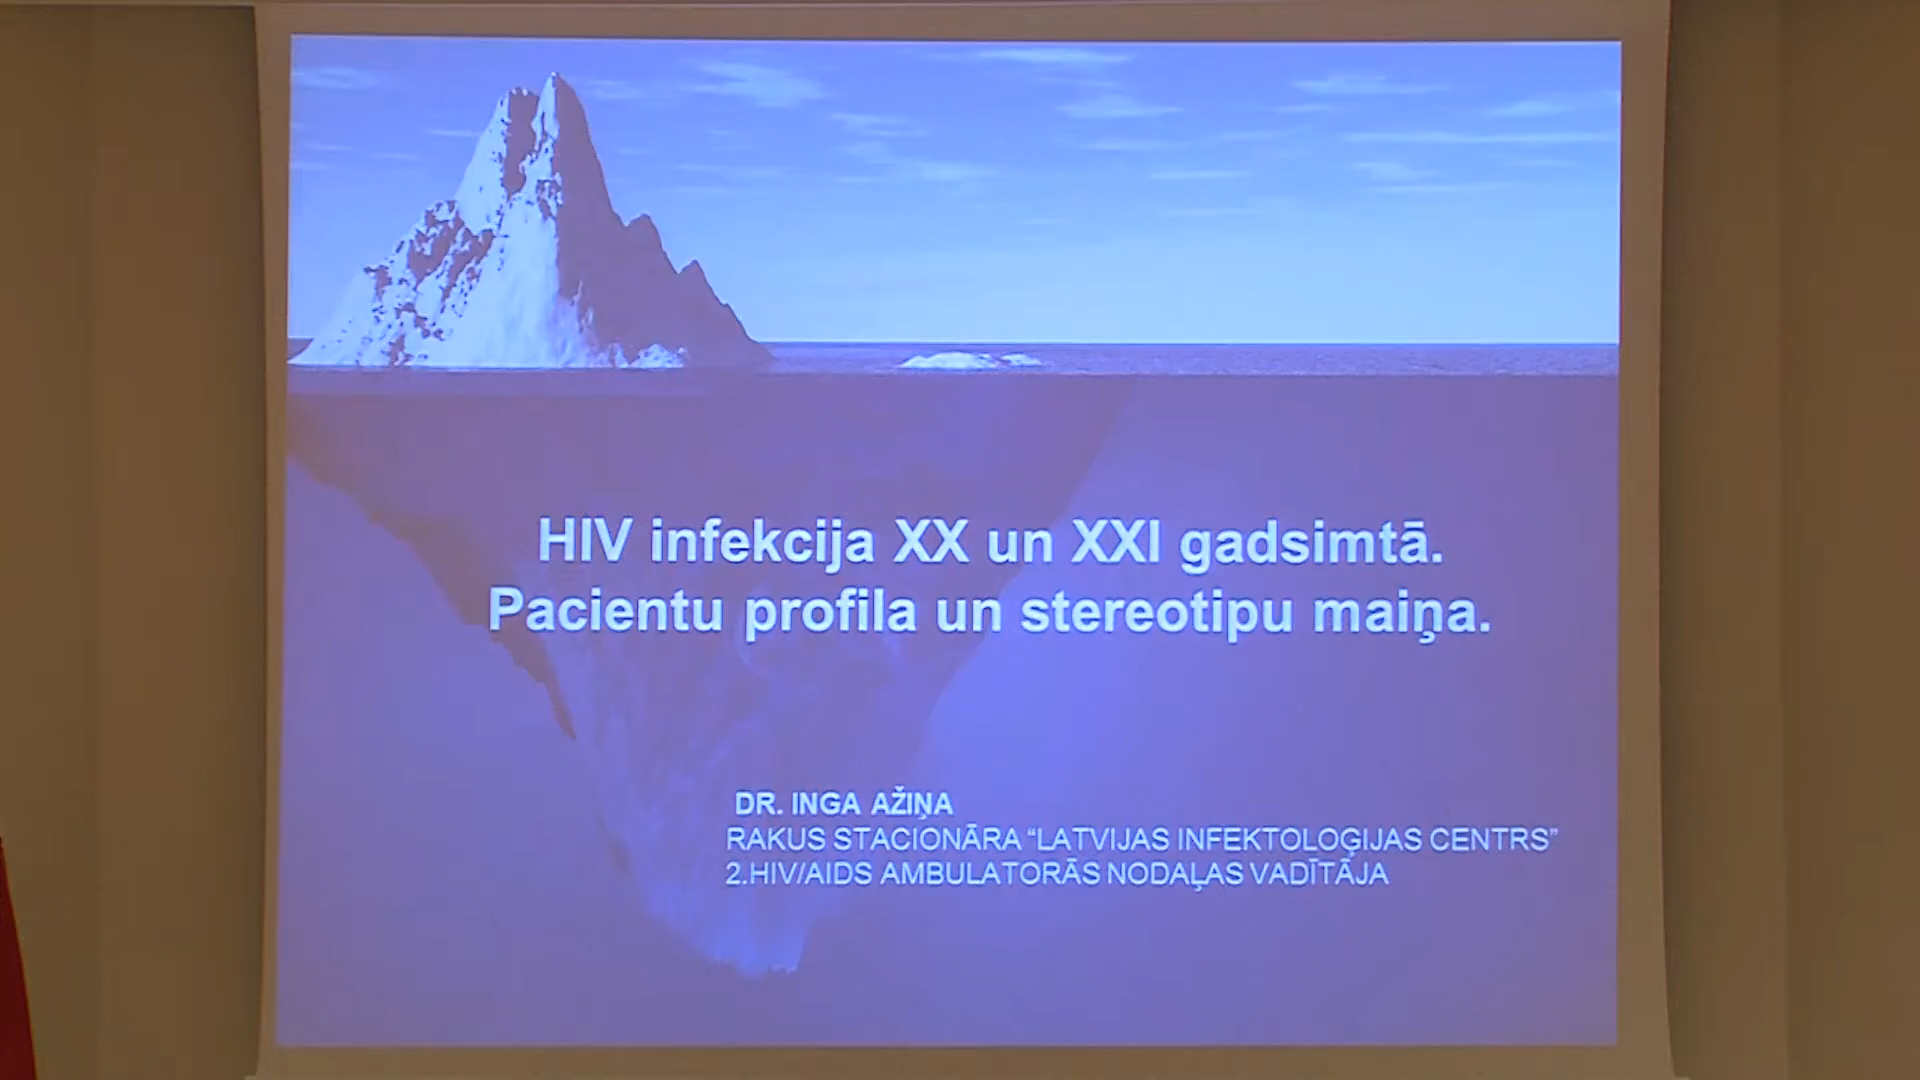 HIV infekcija XX un XXI gadsimtā.
Pacientu profila un stereotipu maiņa.
DR. INGA AŽIŅA
RAKUS STACIONĀRA “LATVIJAS INFEKTOLOĢIJAS CENTRS”
2.HIV/AIDS AMBULATORĀS NODAĻAS VADĪTĀJA